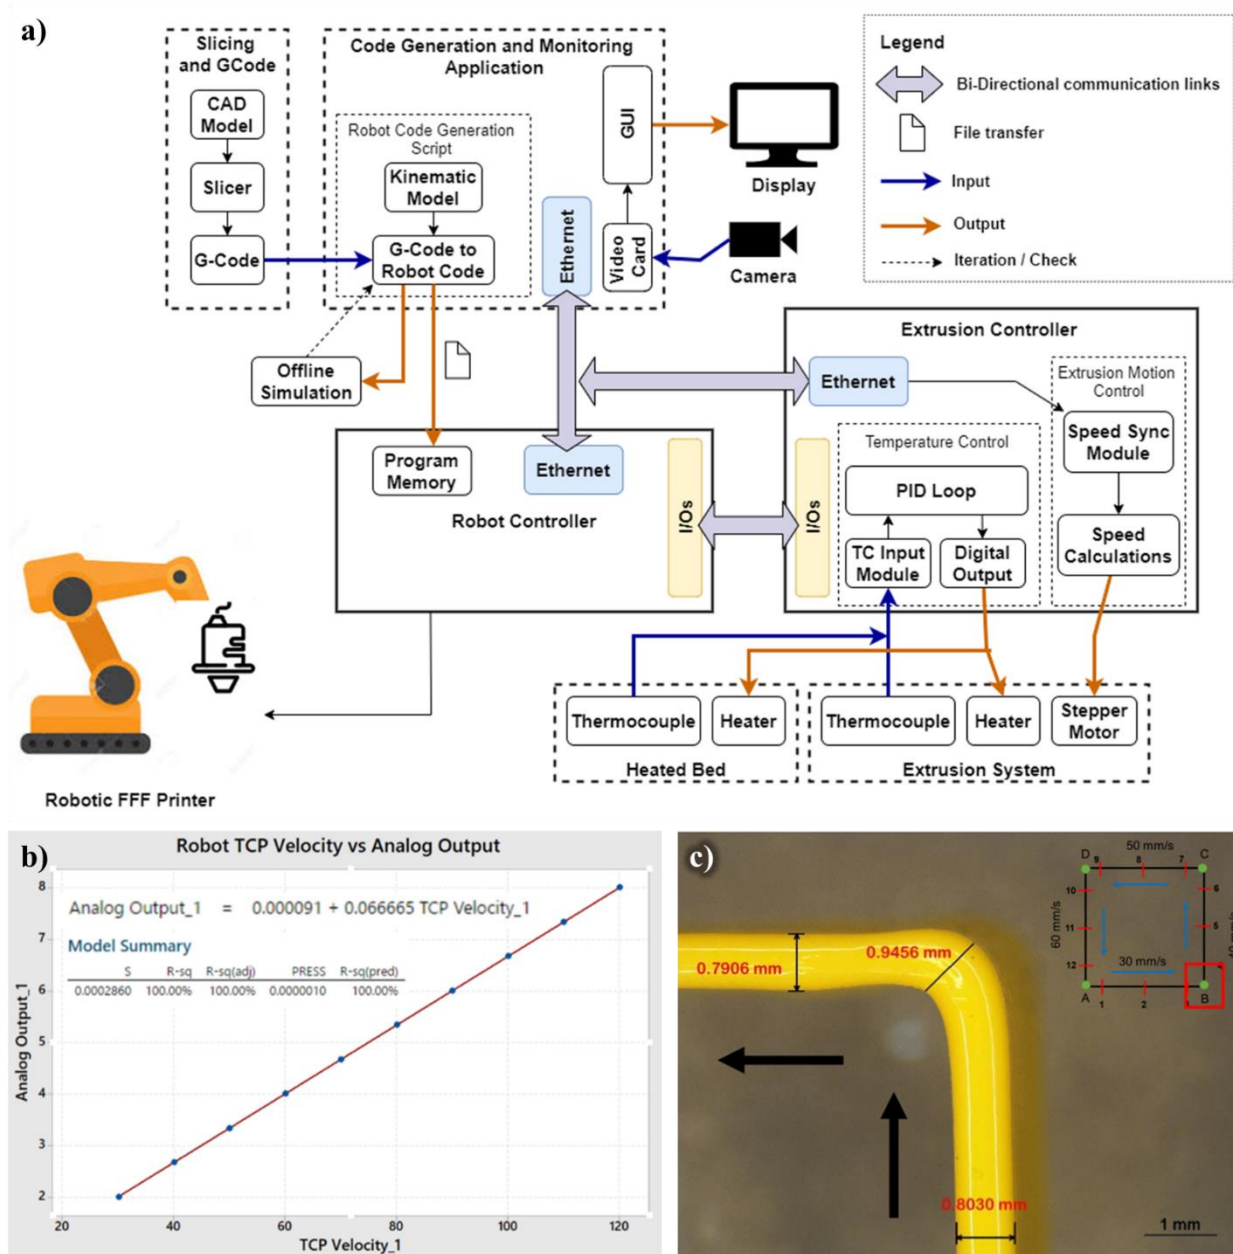 a)
Slicing
and GCode
CAD
Model
Slicer
G-Code
Code Generation and Monitoring
Application
Robot Code Generation
Script
Kinematic
Model
G-Code to
Robot Code
Ethernet
GUI
Video
Card
Display
Camera
Legend
Bi-Directional communication links
File transfer
Input
Output
Iteration / Check
Offline
Simulation
Program
Memory
Ethernet
Robot Controller
I/Os
Extrusion Controller
Ethernet
I/Os
Temperature Control
PID Loop
TC Input
Module
Digital
Output
Extrusion Motion
Control
Speed Sync
Module
Speed
Calculations
Thermocouple
Heater
Heated Bed
Thermocouple
Heater
Stepper
Motor
Extrusion System
Robotic FFF Printer
b)
Robot TCP Velocity vs Analog Output
Analog Output_1 = 0.000091 + 0.066665 TCP Velocity_1
Model Summary
S R-sq R-sq(adj) PRESS R-sq(pred)
0.0002860 100.00% 100.00% 0.0000010 100.00%
Analog Output_1
8
7
6
5
4
3
2
20 40 60 80 100 120
TCP Velocity_1
c)
0.7906 mm
0.9456 mm
0.8030 mm
1 mm
50 mm/s
D 9 8 7 C
10 6
60 mm/s
11 5
12
30 mm/s
A 1 2 B